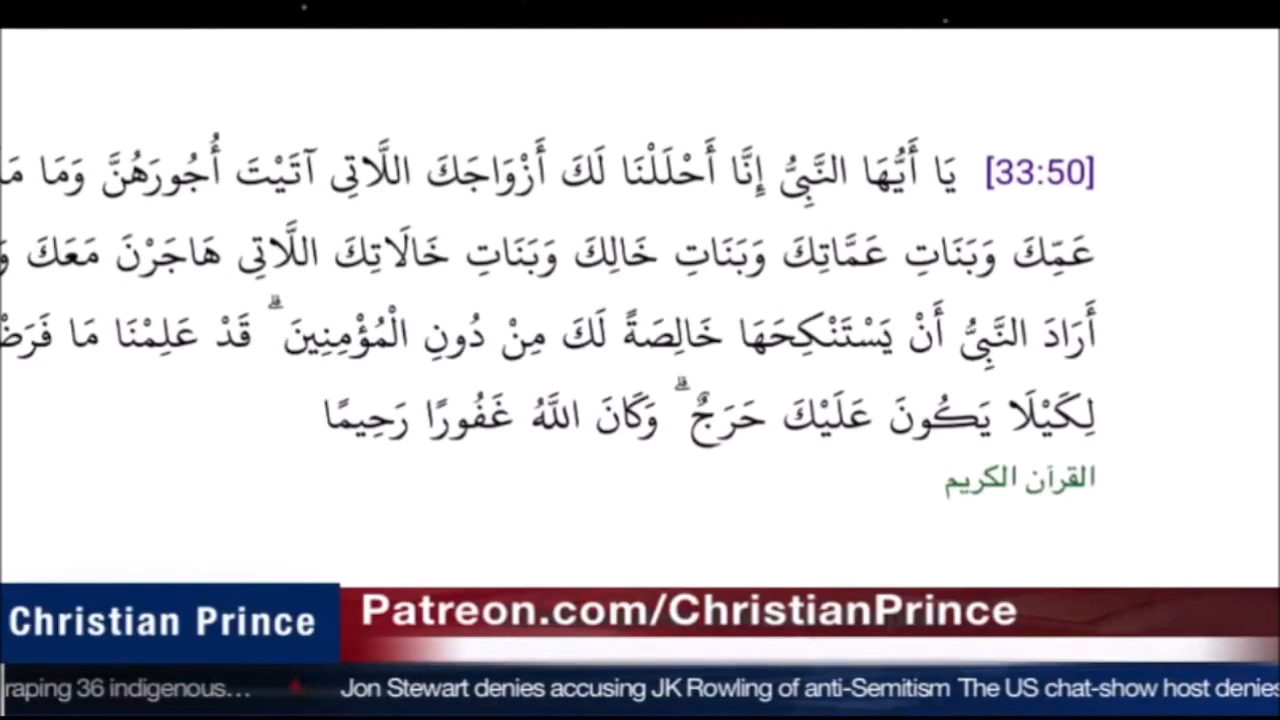 [33:50] يَا أَيُّهَا النَّبِىُّ إِنَّا أَحْلَلْنَا لَكَ أَزْوَاجَكَ اللَّاتِى آتَيْتَ أُجُورَهُنَّ وَمَا
عَمِّكَ وَبَنَاتِ عَمَّاتِكَ وَبَنَاتِ خَالِكَ وَبَنَاتِ خَالَاتِكَ اللَّاتِى هَاجَرْنَ مَعَكَ
أَرَادَ النَّبِىُّ أَنْ يَسْتَنْكِحَهَا خَالِصَةً لَكَ مِنْ دُونِ الْمُؤْمِنِينَ ۗ قَدْ عَلِمْنَا مَا
لِكَيْلَا يَكُونَ عَلَيْكَ حَرَجٌ ۗ وَكَانَ اللَّهُ غَفُورًا رَحِيمًا
القرآن الكريم
Christian Prince
Patreon.com/ChristianPrince
raping 36 indigenous... Jon Stewart denies accusing JK Rowling of anti-Semitism The US chat-show host denies